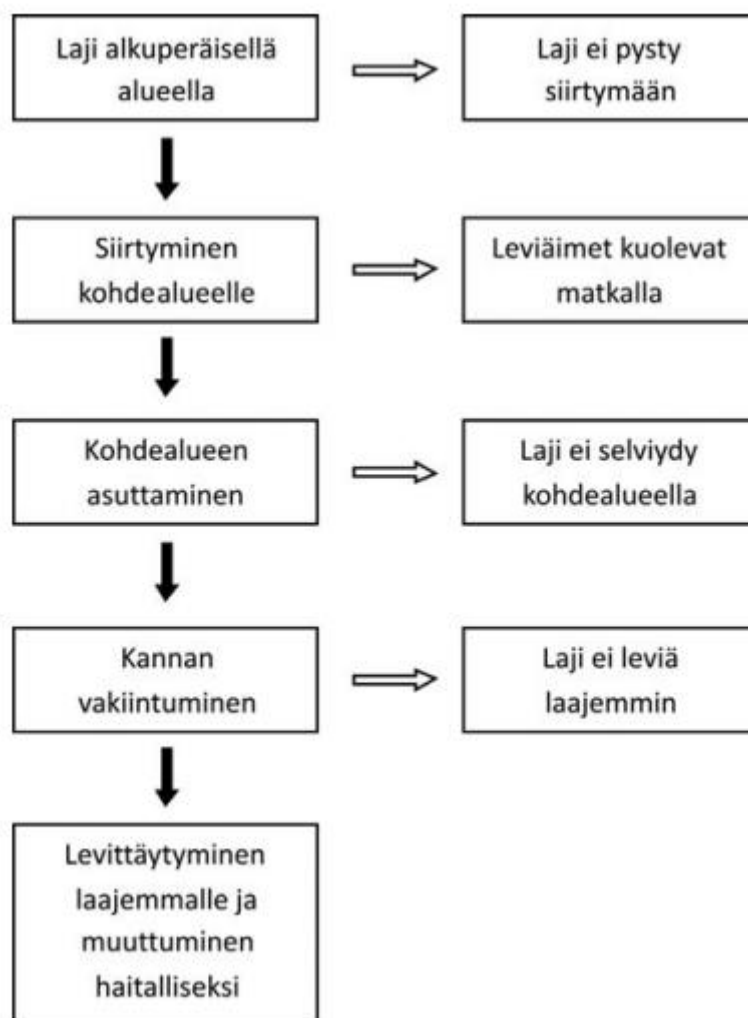 Laji alkuperäisellä
alueella
Laji ei pysty
siirtymään
Siirtyminen
kohdealueelle
Leviäimet kuolevat
matkalla
Kohdealueen
asuttaminen
Laji ei selviydy
kohdealueella
Kannan
vakiintuminen
Laji ei leviä
laajemmin
Levittäytyminen
laajemmalle ja
muuttuminen
haitalliseksi